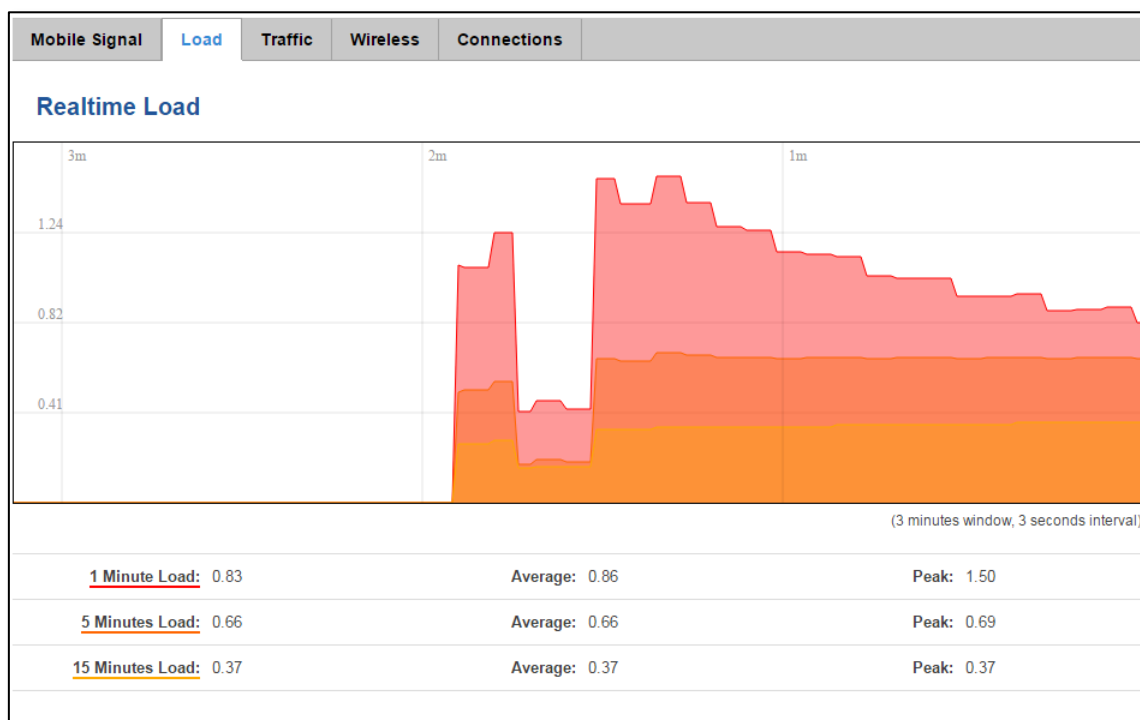 Mobile Signal Load Traffic Wireless Connections
Realtime Load
3m 2m 1m
1.24
0.82
0.41
(3 minutes window, 3 seconds interval)
1 Minute Load: 0.83 Average: 0.86 Peak: 1.50
5 Minutes Load: 0.66 Average: 0.66 Peak: 0.69
15 Minutes Load: 0.37 Average: 0.37 Peak: 0.37